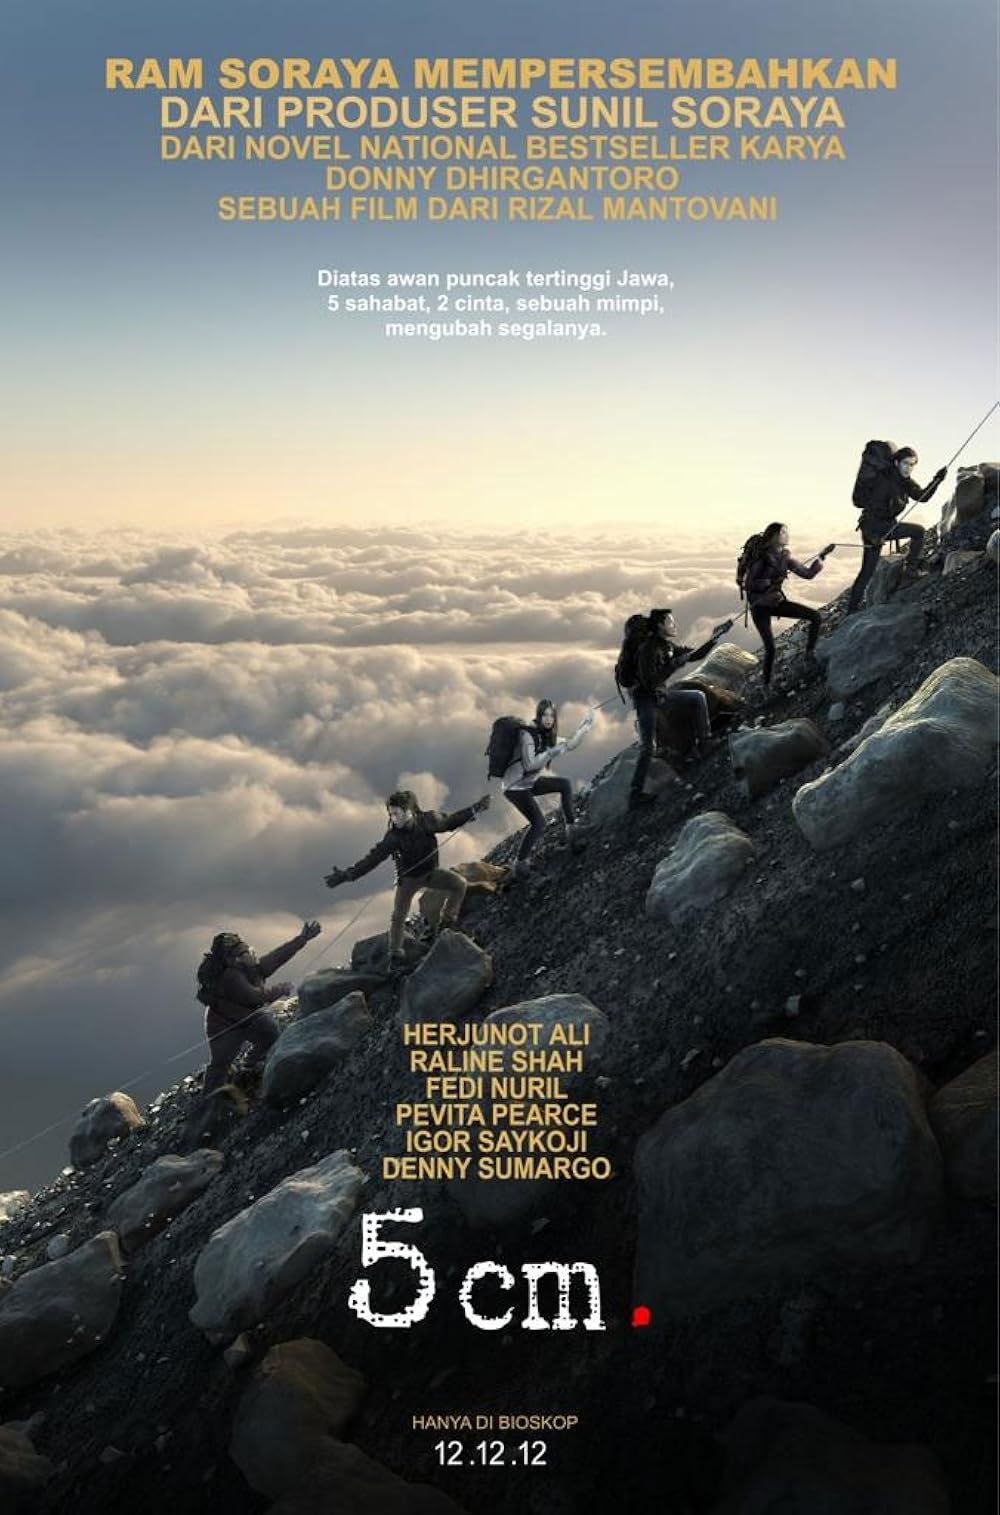 RAM SORAYA MEMPERSEMBAHKAN
DARI PRODUSER SUNIL SORAYA
DARI NOVEL NATIONAL BESTSELLER KARYA
DONNY DHIRGANTORO
SEBUAH FILM DARI RIZAL MANTOVANI
Diatas awan puncak tertinggi Jawa,
5 sahabat, 2 cinta, sebuah mimpi,
mengubah segalanya.
HERJUNOT ALI
RALINE SHAH
FEDI NURIL
PEVITA PEARCE
IGOR SAYKOJI
DENNY SUMARGO
5 cm.
HANYA DI BIOSKOP
12.12.12